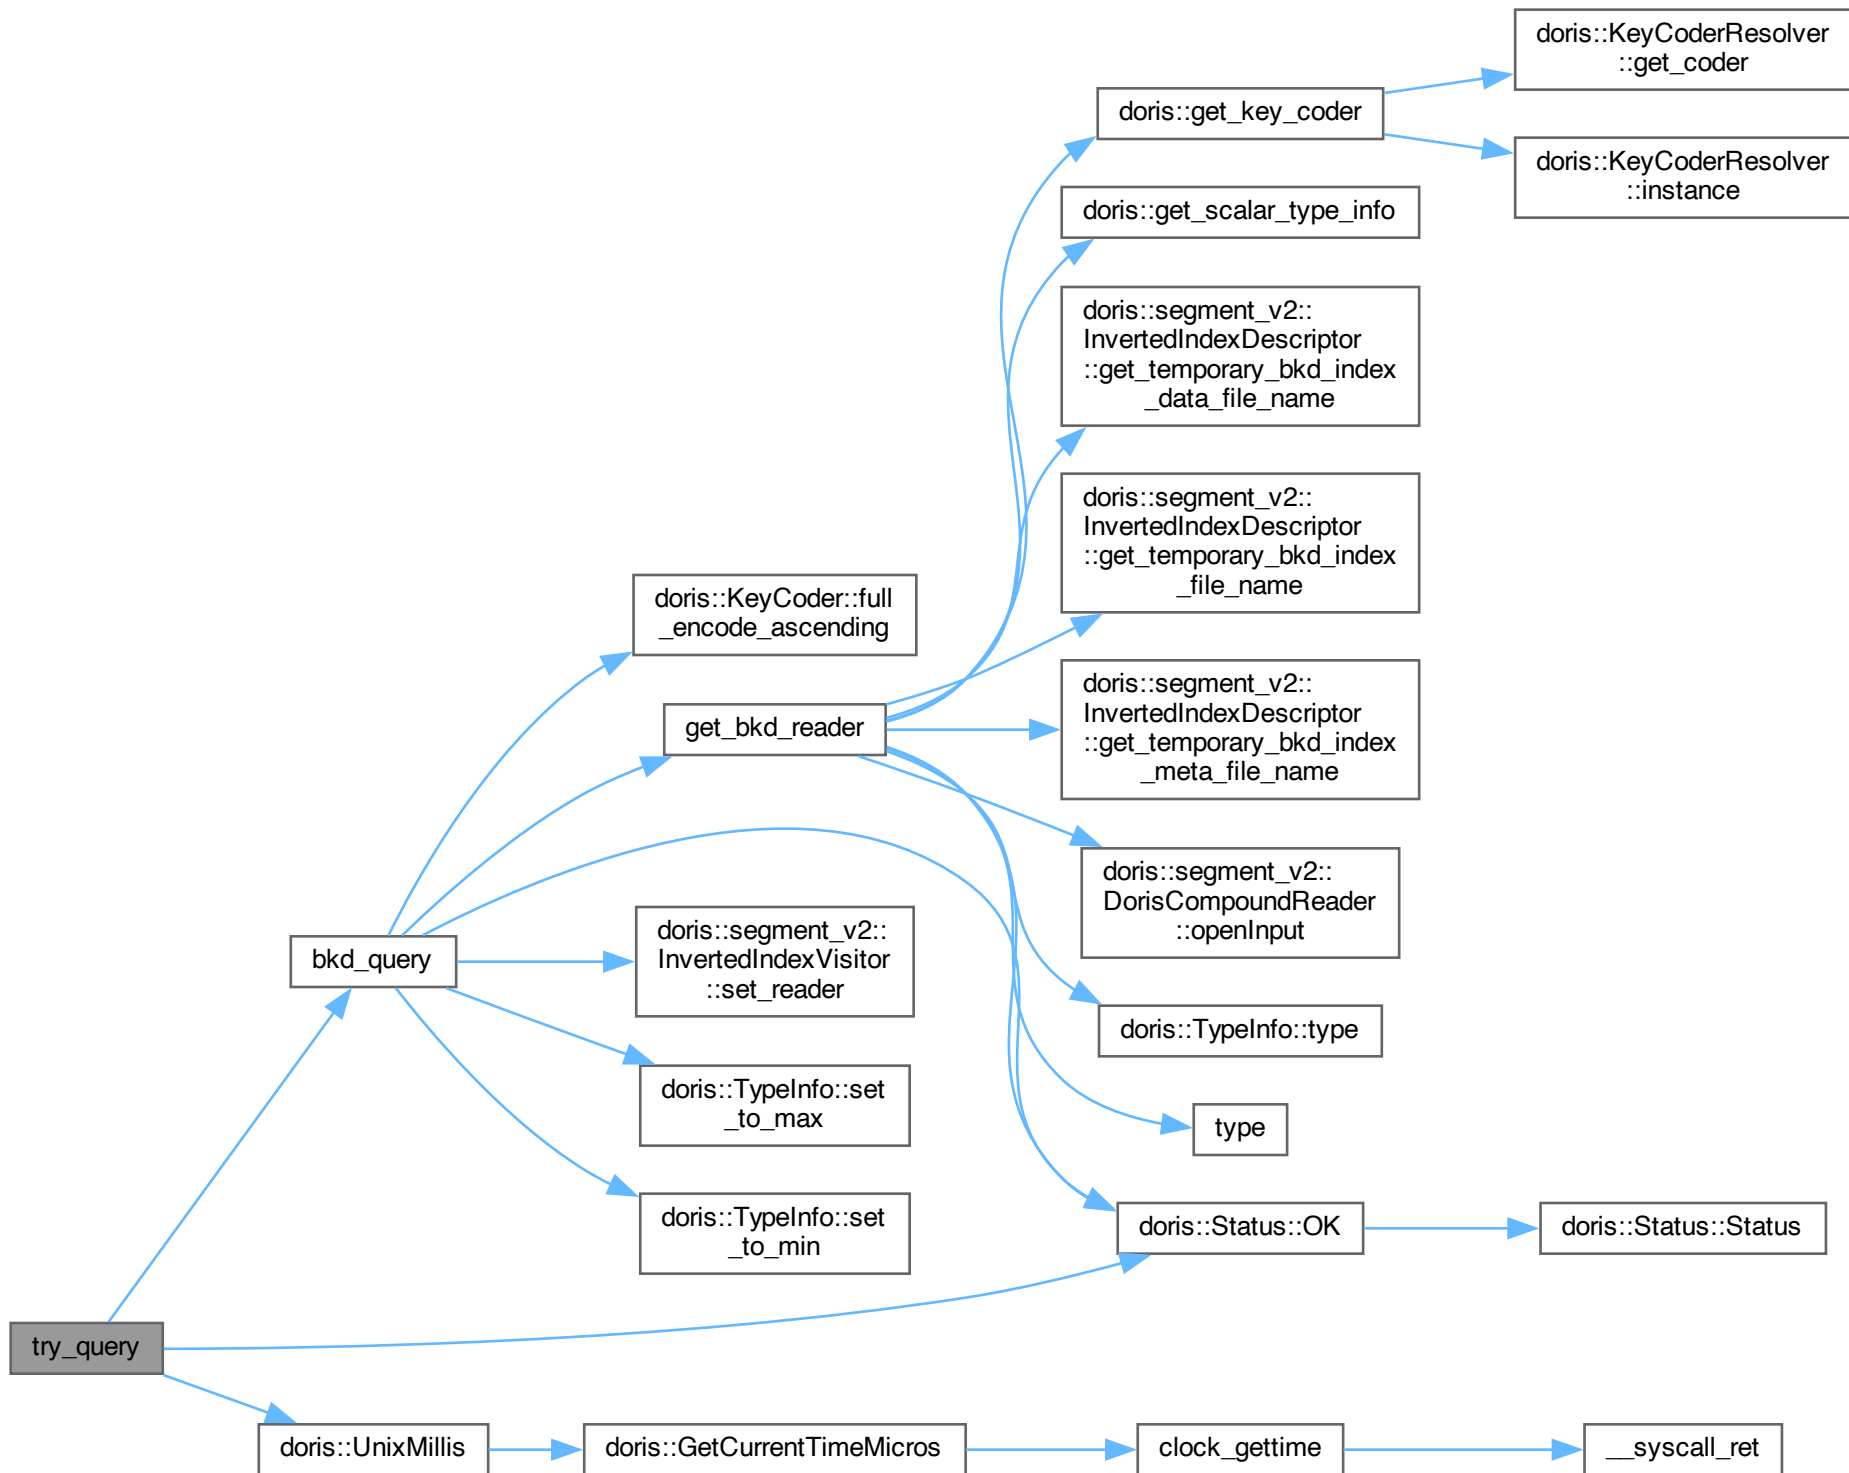 doris::KeyCoderResolver
::get_coder
doris::get_key_coder
doris::KeyCoderResolver
::instance
doris::get_scalar_type_info
doris::segment_v2::
InvertedIndexDescriptor
::get_temporary_bkd_index
_data_file_name
doris::segment_v2::
InvertedIndexDescriptor
::get_temporary_bkd_index
_file_name
doris::KeyCoder::full
_encode_ascending
get_bkd_reader
doris::segment_v2::
InvertedIndexDescriptor
::get_temporary_bkd_index
_meta_file_name
doris::segment_v2::
DorisCompoundReader
::openInput
bkd_query
doris::segment_v2::
InvertedIndexVisitor
::set_reader
doris::TypeInfo::type
doris::TypeInfo::set
_to_max
type
doris::TypeInfo::set
_to_min
doris::Status::OK
doris::Status::Status
try_query
doris::UnixMillis
doris::GetCurrentTimeMicros
clock_gettime
__syscall_ret